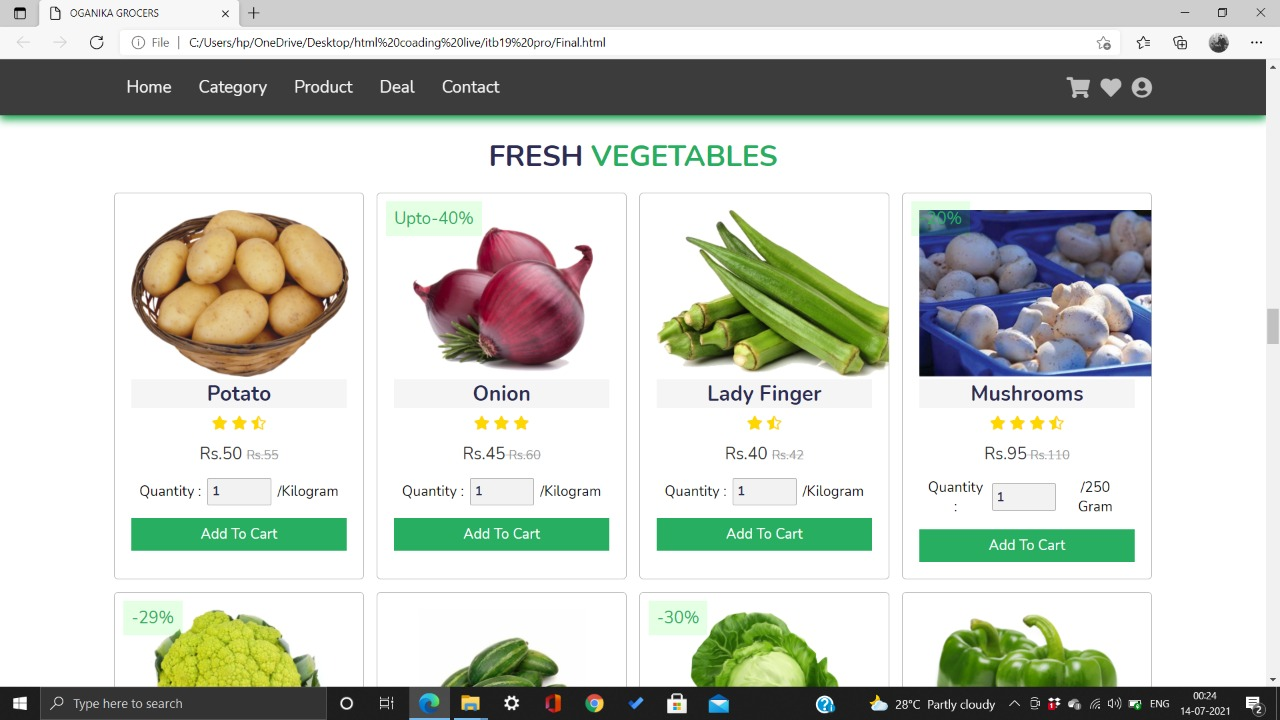 OGANIKA GROCERS
File
C:/Users/hp/OneDrive/Desktop/html%20coading%20live/itb19%20pro/Final.html
Home Category Product Deal Contact
FRESH VEGETABLES
Upto-40%
Potato
Rs.50 Rs.55
Quantity : 1 /Kilogram
Add To Cart
Onion
Rs.45 Rs.60
Quantity : 1 /Kilogram
Add To Cart
Lady Finger
Rs.40 Rs.42
Quantity : 1 /Kilogram
Add To Cart
Mushrooms
Rs.95 Rs.110
Quantity : 1 /250 Gram
Add To Cart
-29%
-30%
Type here to search
28°C Partly cloudy
ENG
00:24
14-07-2021
2